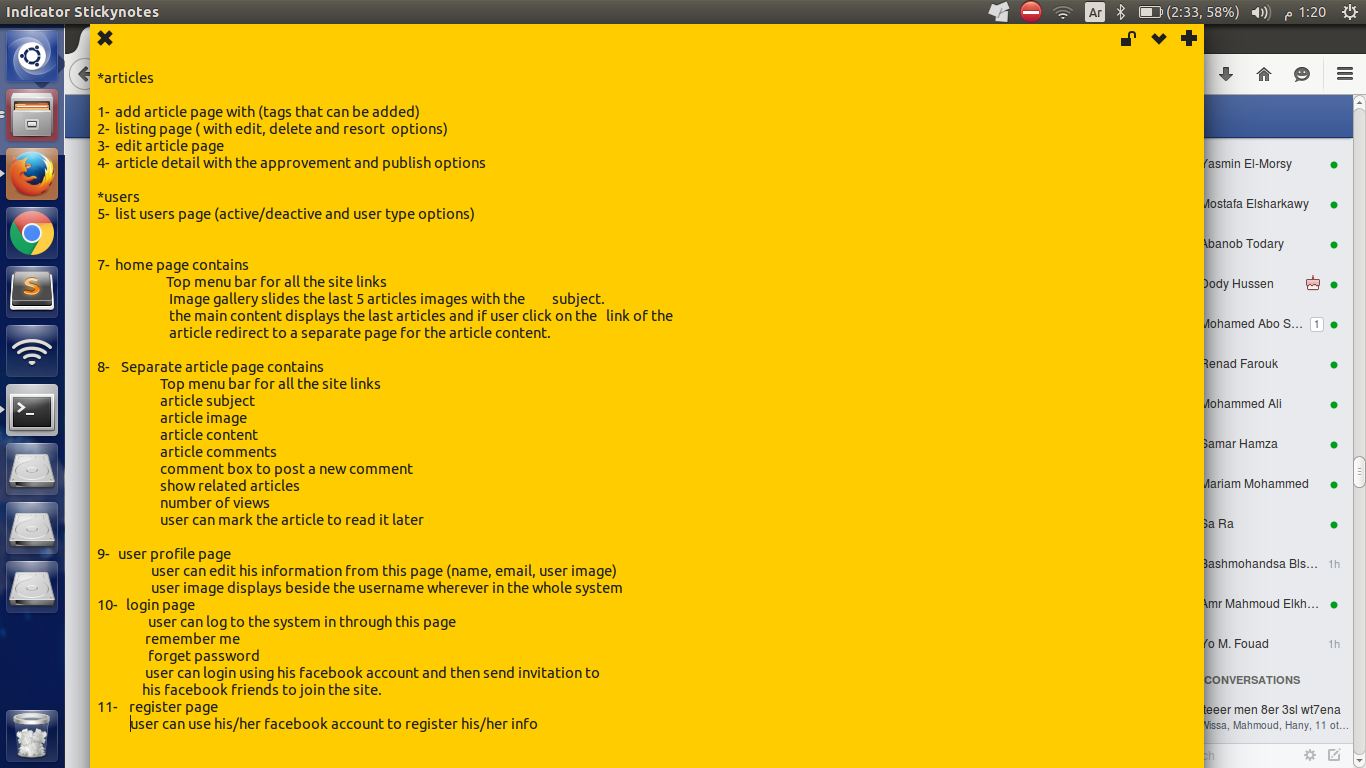 Indicator Stickynotes
Ar
(2:33, 58%)
1:20 م
*articles
1- add article page with (tags that can be added)
2- listing page ( with edit, delete and resort options)
3- edit article page
4- article detail with the approvement and publish options
*users
5- list users page (active/deactive and user type options)
7- home page contains
Top menu bar for all the site links
Image gallery slides the last 5 articles images with the subject.
the main content displays the last articles and if user click on the link of the
article redirect to a separate page for the article content.
8- Separate article page contains
Top menu bar for all the site links
article subject
article image
article content
article comments
comment box to post a new comment
show related articles
number of views
user can mark the article to read it later
9- user profile page
user can edit his information from this page (name, email, user image)
user image displays beside the username wherever in the whole system
10- login page
user can log to the system in through this page
remember me
forget password
user can login using his facebook account and then send invitation to
his facebook friends to join the site.
11- register page
user can use his/her facebook account to register his/her info
Yasmin El-Morsy
Mostafa Elsharkawy
Abanob Todary
Dody Hussen
Mohamed Abo S... 1
Renad Farouk
Mohammed Ali
Samar Hamza
Mariam Mohammed
Sa Ra
Bashmohandsa Bls... 1h
Amr Mahmoud Elkh...
Yo M. Fouad 1h
CONVERSATIONS
teeer men 8er 3sl wt7ena
Wissa, Mahmoud, Hany, 11 ot...